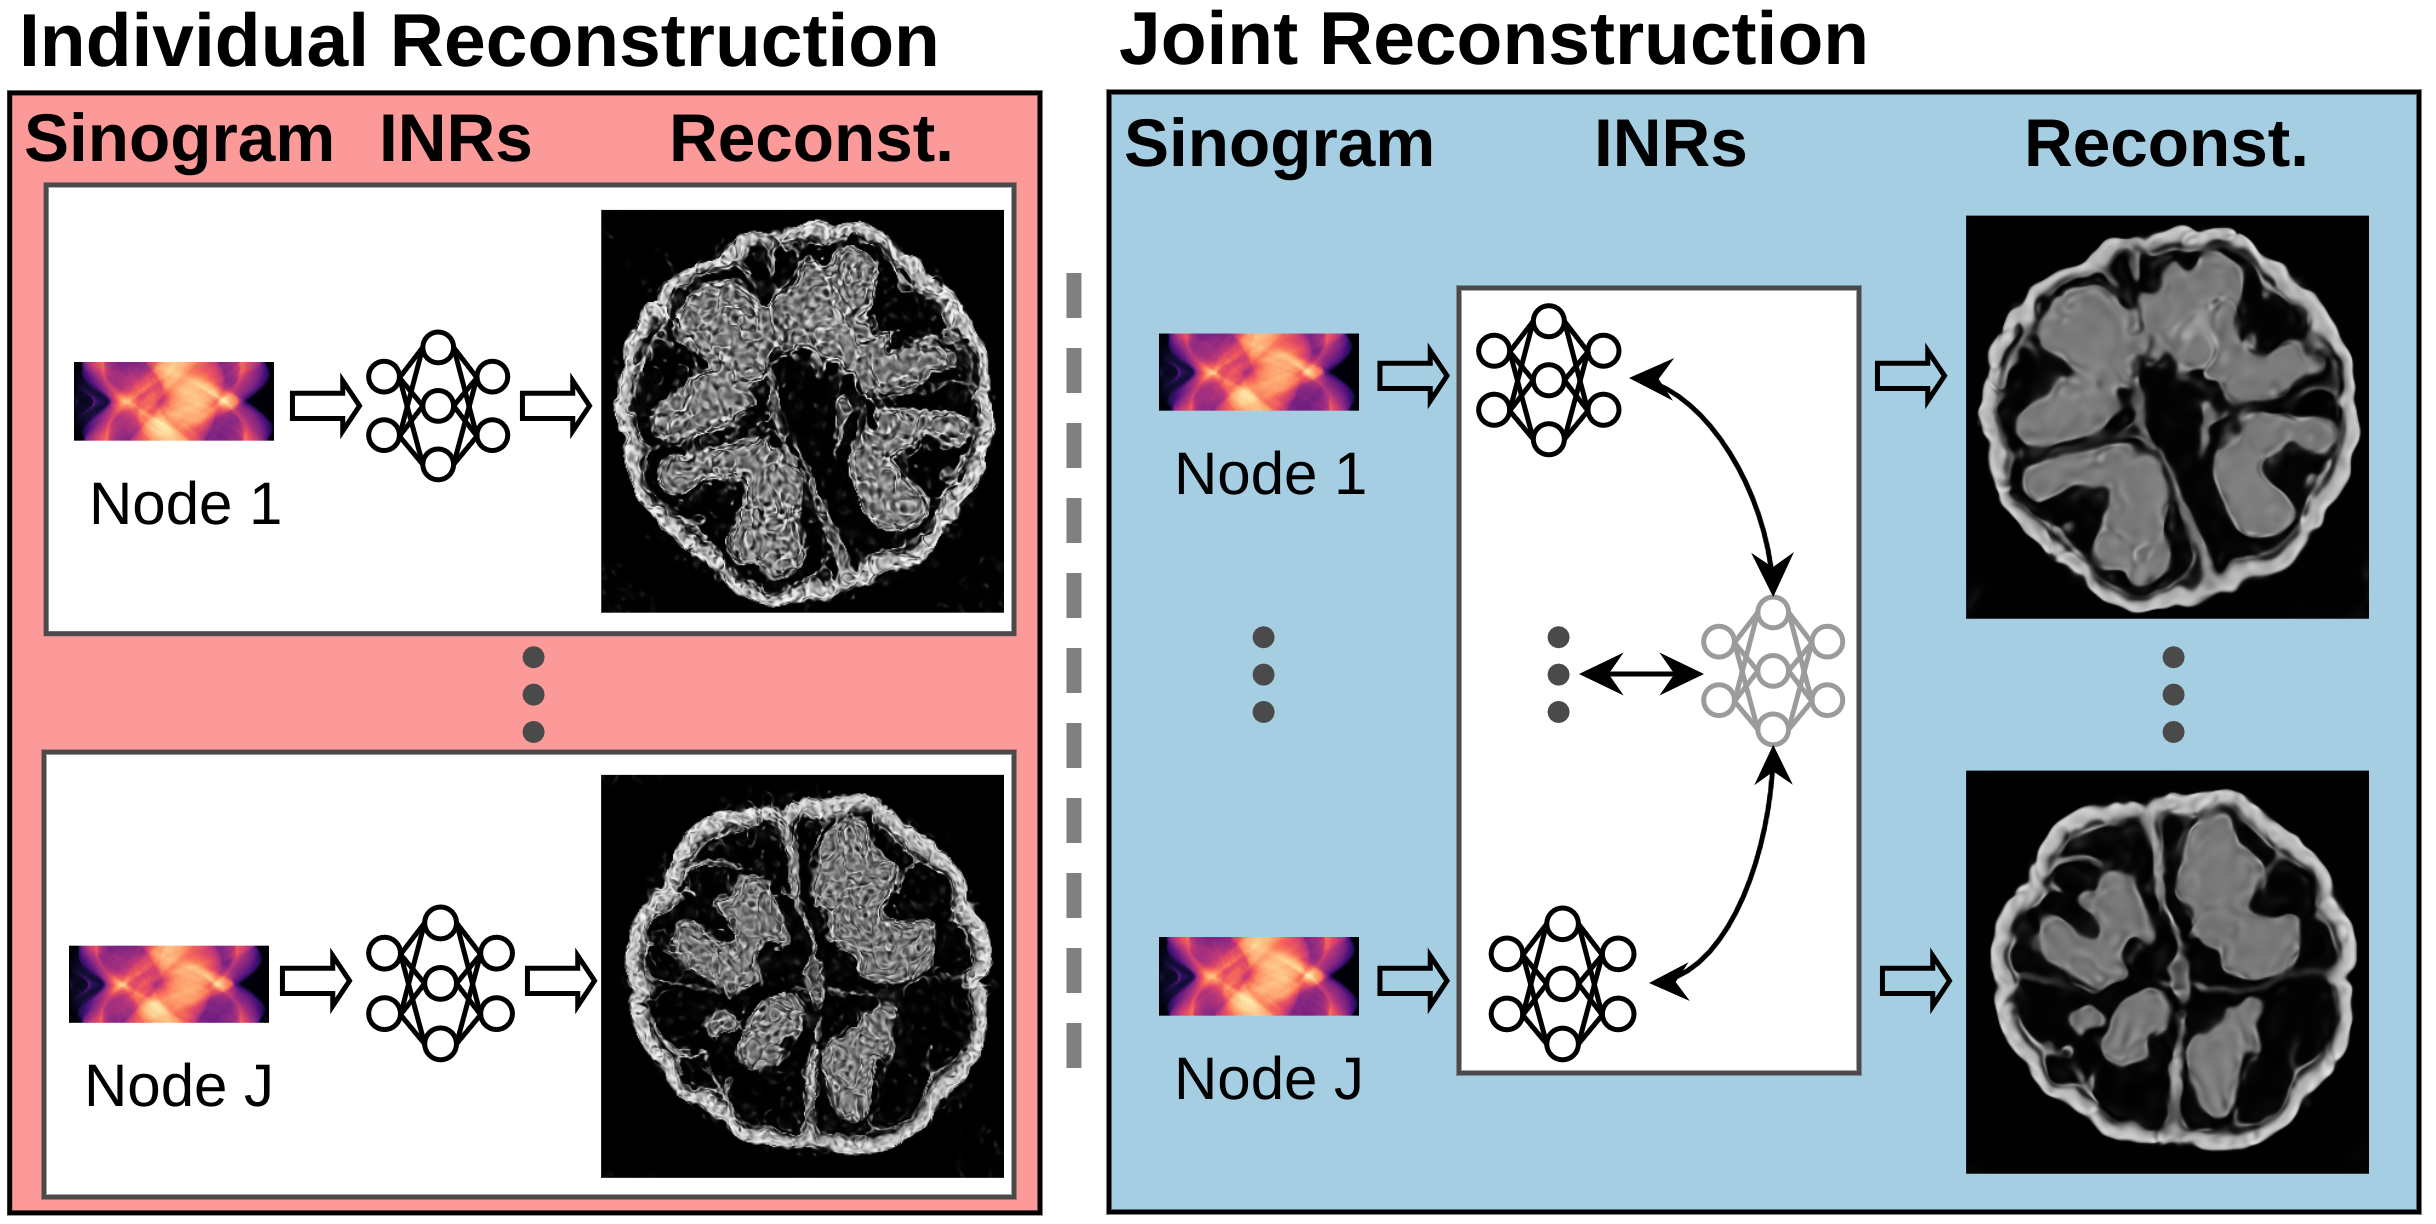 Individual Reconstruction
Sinogram INRs Reconst.
Node 1
Node J
Joint Reconstruction
Sinogram INRs Reconst.
Node 1
Node J